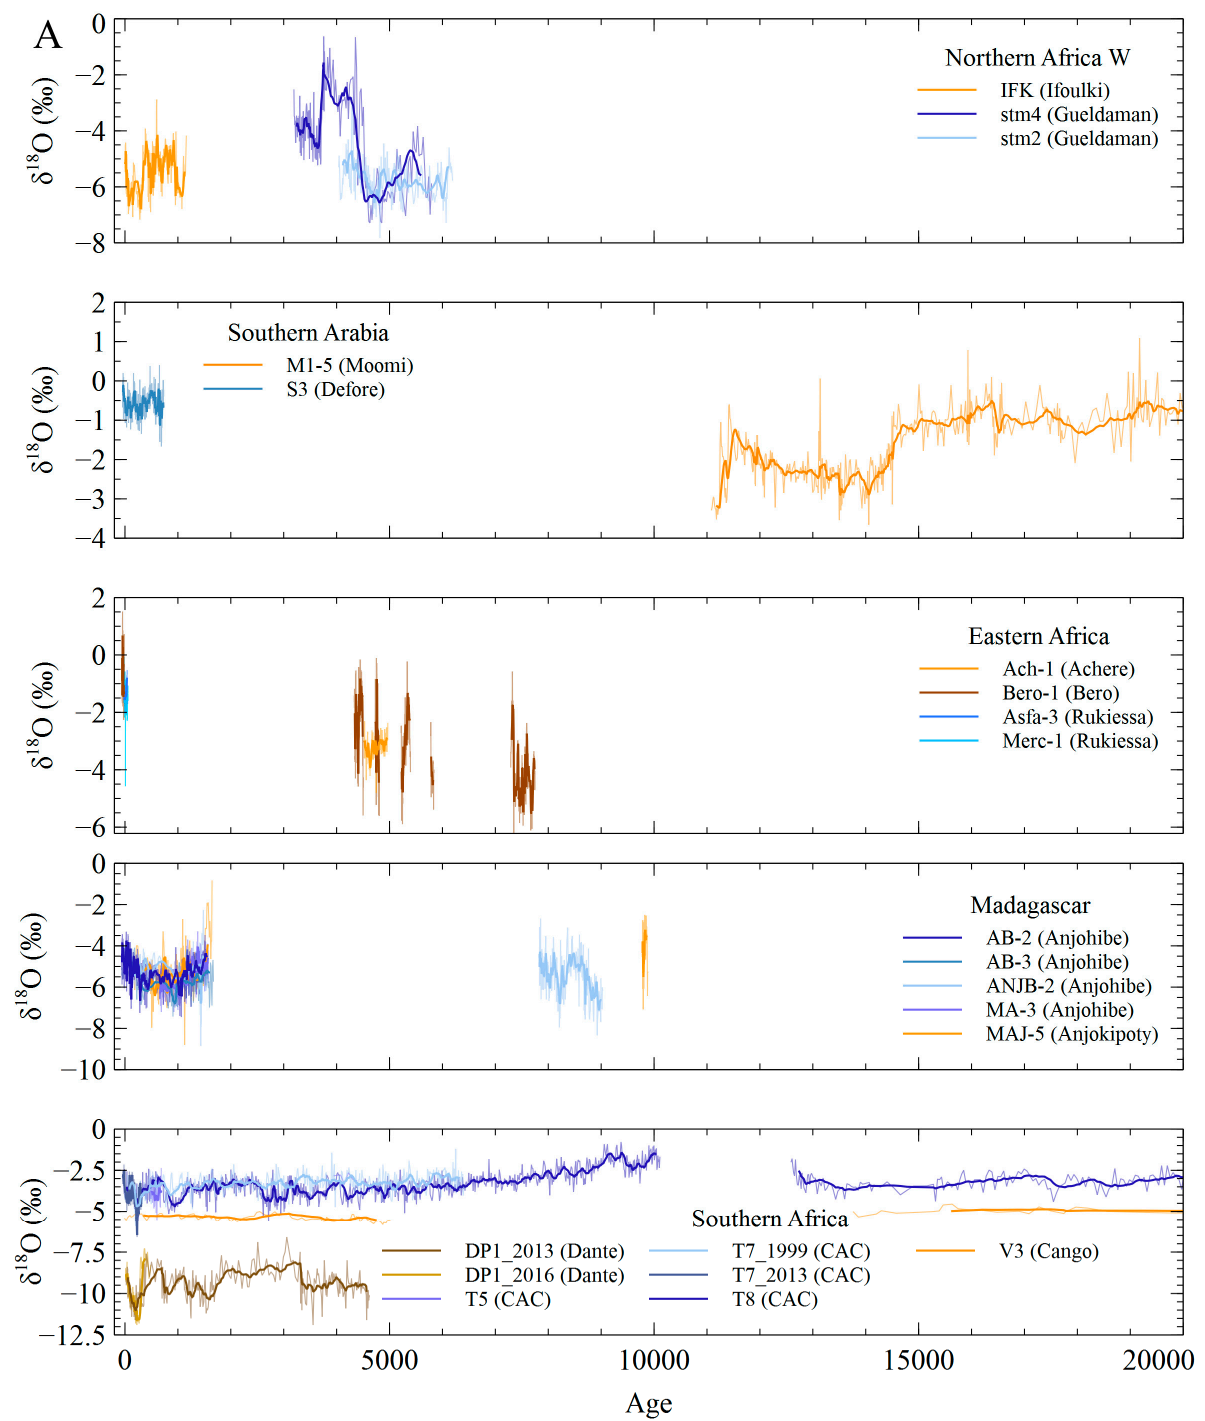 A
0
−2
−4
−6
−8
δ18O (‰)
Northern Africa W
IFK (Ifoulki)
stm4 (Gueldaman)
stm2 (Gueldaman)
2
1
0
−1
−2
−3
−4
δ18O (‰)
Southern Arabia
M1-5 (Moomi)
S3 (Defore)
2
0
−2
−4
−6
δ18O (‰)
Eastern Africa
Ach-1 (Achere)
Bero-1 (Bero)
Asfa-3 (Rukiessa)
Merc-1 (Rukiessa)
0
−2
−4
−6
−8
−10
δ18O (‰)
Madagascar
AB-2 (Anjohibe)
AB-3 (Anjohibe)
ANJB-2 (Anjohibe)
MA-3 (Anjohibe)
MAJ-5 (Anjokipoty)
0
−2.5
−5
−7.5
−10
−12.5
δ18O (‰)
Southern Africa
DP1_2013 (Dante)
DP1_2016 (Dante)
T5 (CAC)
T7_1999 (CAC)
T7_2013 (CAC)
T8 (CAC)
V3 (Cango)
0 5000 10000 15000 20000
Age